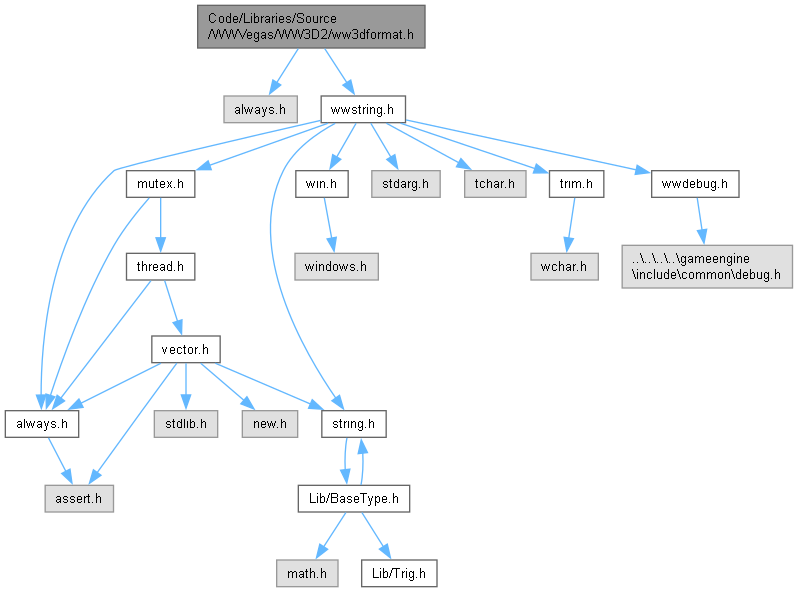 Code/Libraries/Source
/WWVegas/WW3D2/ww3dformat.h
always.h
wwstring.h
mutex.h
win.h
stdarg.h
tchar.h
trim.h
wwdebug.h
thread.h
windows.h
wchar.h
..\..\..\..\gameengine
\include\common\debug.h
vector.h
always.h
stdlib.h
new.h
string.h
assert.h
Lib/BaseType.h
math.h
Lib/Trig.h